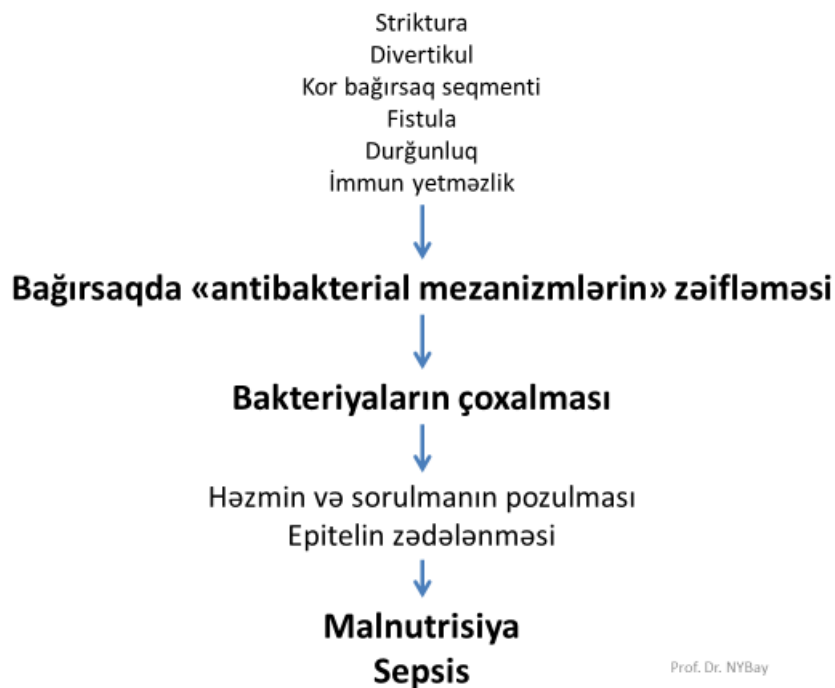 Striktura
Divertikul
Kor bağırsaq seqmenti
Fistula
Durğunluq
İmmun yetməzlik
Bağırsaqda «antibakterial mezanizmlərin» zəifləməsi
Bakteriyaların çoxalması
Həzmin və sorulmanın pozulması
Epitelin zədələnməsi
Malnutrisiya
Sepsis
Prof. Dr. NYBay